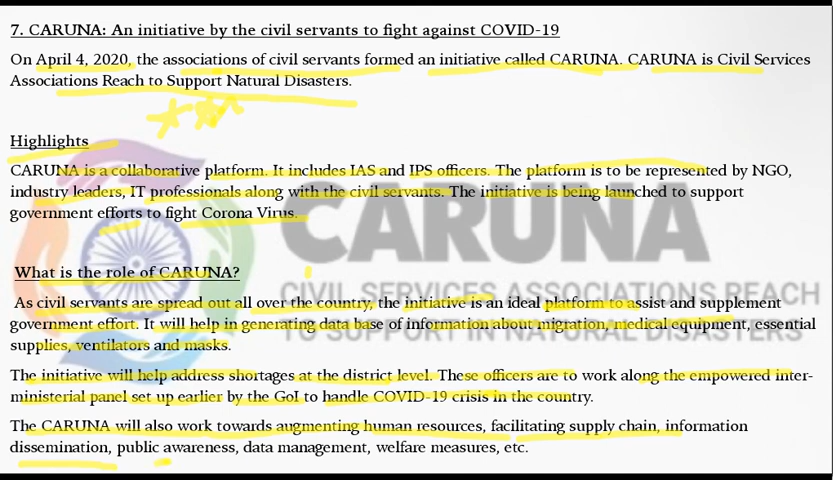 7. CARUNA: An initiative by the civil servants to fight against COVID-19
On April 4, 2020, the associations of civil servants formed an initiative called CARUNA. CARUNA is Civil Services
Associations Reach to Support Natural Disasters.
Highlights
CARUNA is a collaborative platform. It includes IAS and IPS officers. The platform is to be represented by NGO,
industry leaders, IT professionals along with the civil servants. The initiative is being launched to support
government efforts to fight Corona Virus.
CARUNA
What is the role of CARUNA?
CIVIL SERVICES ASSOCIATIONS REACH
As civil servants are spread out all over the country, the initiative is an ideal platform to assist and supplement
government effort. It will help in generating data base of information about migration, medical equipment, essential
TO SUPPORT IN NATURAL DISASTERS
supplies, ventilators and masks.
The initiative will help address shortages at the district level. These officers are to work along the empowered inter-
ministerial panel set up earlier by the GoI to handle COVID-19 crisis in the country.
The CARUNA will also work towards augmenting human resources, facilitating supply chain, information
dissemination, public awareness, data management, welfare measures, etc.